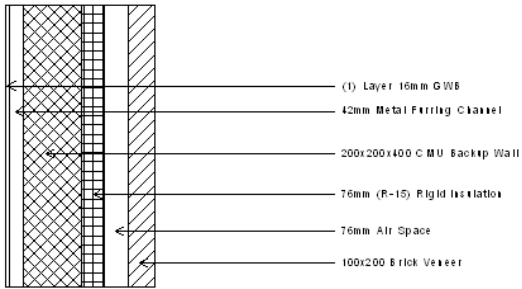 (1) Layer 16mm GWB
42mm Metal Furring Channel
200x200x400 CMU Backup Wall
76mm (R-15) Rigid Insulation
76mm Air Space
100x200 Brick Veneer